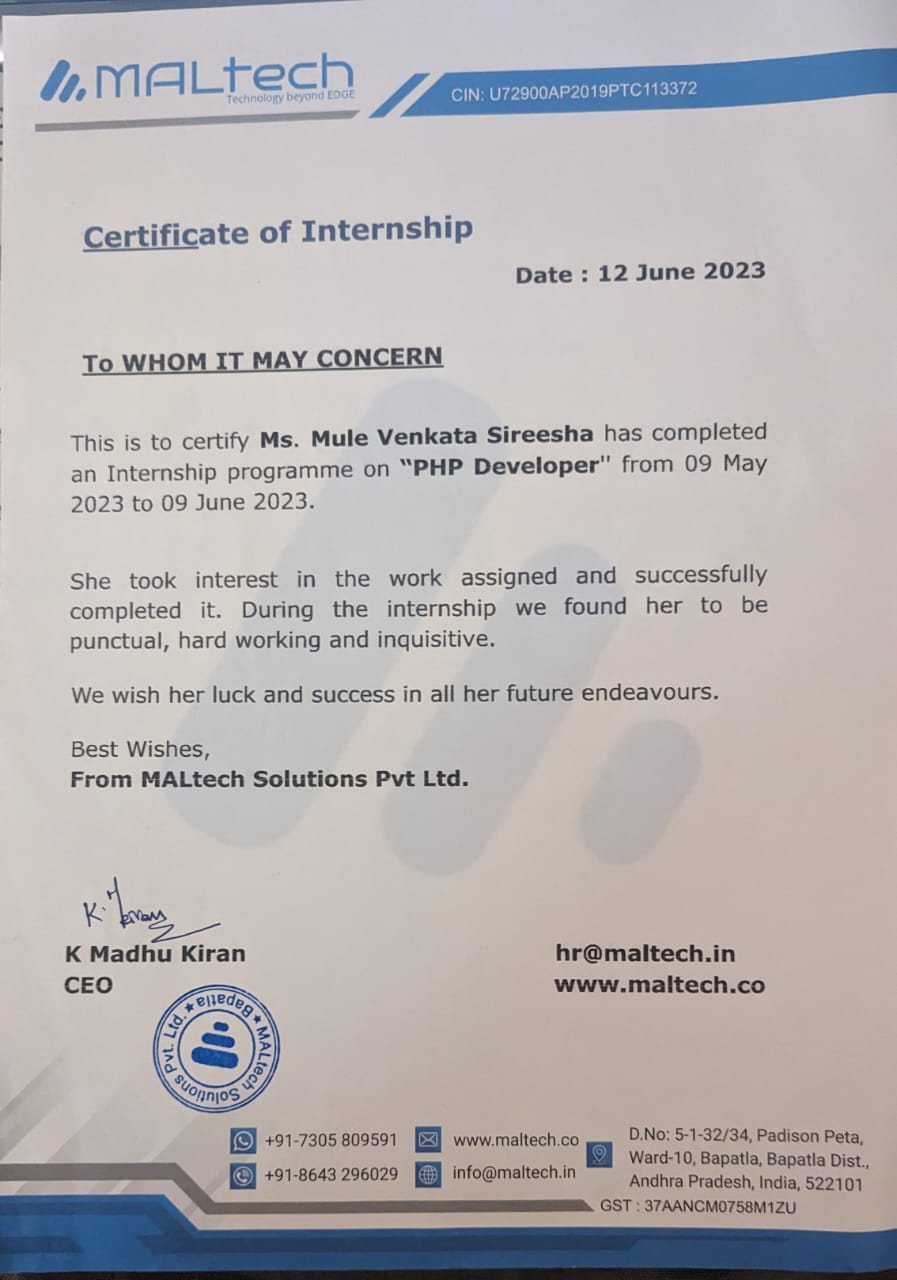 MALtech
Technology beyond EDGE
CIN: U72900AP2019PTC113372
Certificate of Internship
Date : 12 June 2023
To WHOM IT MAY CONCERN
This is to certify Ms. Mule Venkata Sireesha has completed
an Internship programme on “PHP Developer" from 09 May
2023 to 09 June 2023.
She took interest in the work assigned and successfully
completed it. During the internship we found her to be
punctual, hard working and inquisitive.
We wish her luck and success in all her future endeavours.
Best Wishes,
From MALtech Solutions Pvt Ltd.
K Madhu Kiran
CEO
hr@maltech.in
www.maltech.co
MALtech Solutions Pvt. Ltd. ★ Bapatla ★
+91-7305 809591
+91-8643 296029
www.maltech.co
info@maltech.in
D.No: 5-1-32/34, Padison Peta,
Ward-10, Bapatla, Bapatla Dist.,
Andhra Pradesh, India, 522101
GST : 37AANCM0758M1ZU